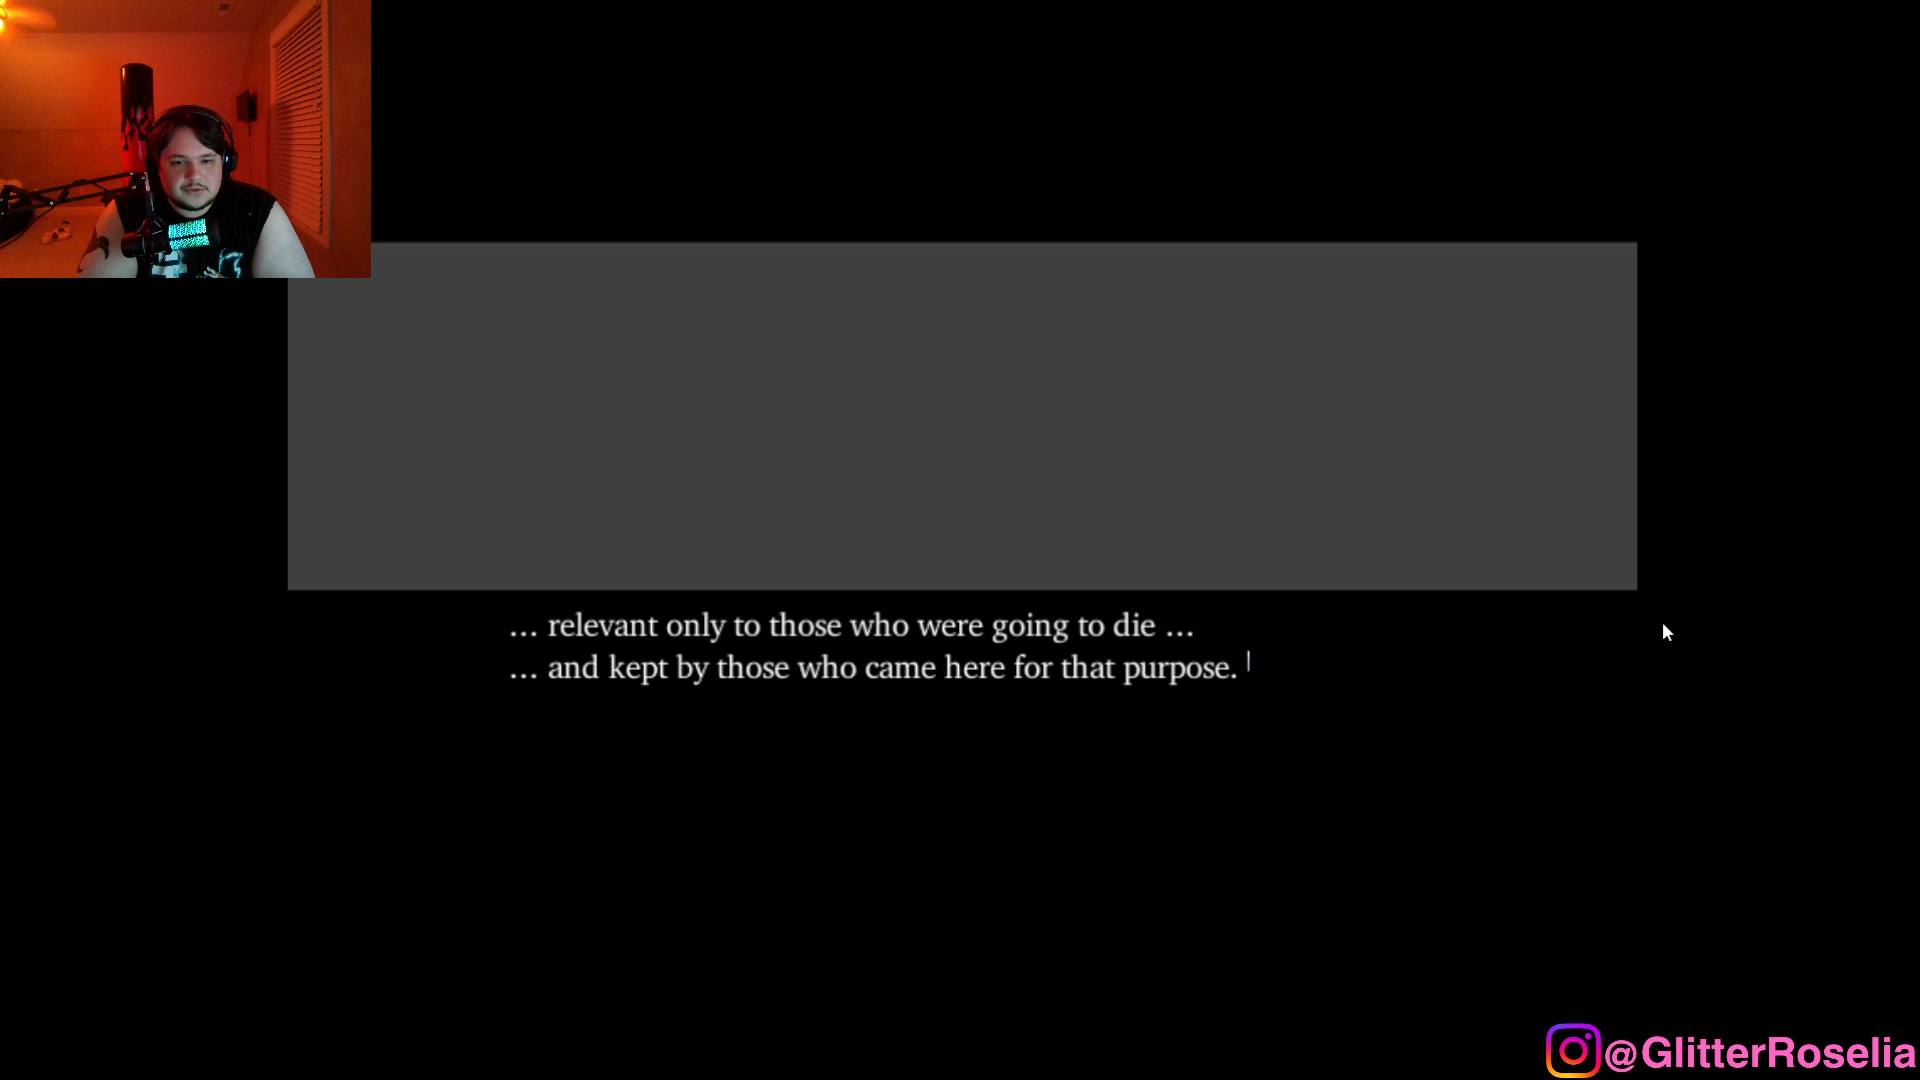 … relevant only to those who were going to die …
… and kept by those who came here for that purpose.
@GlitterRoselia